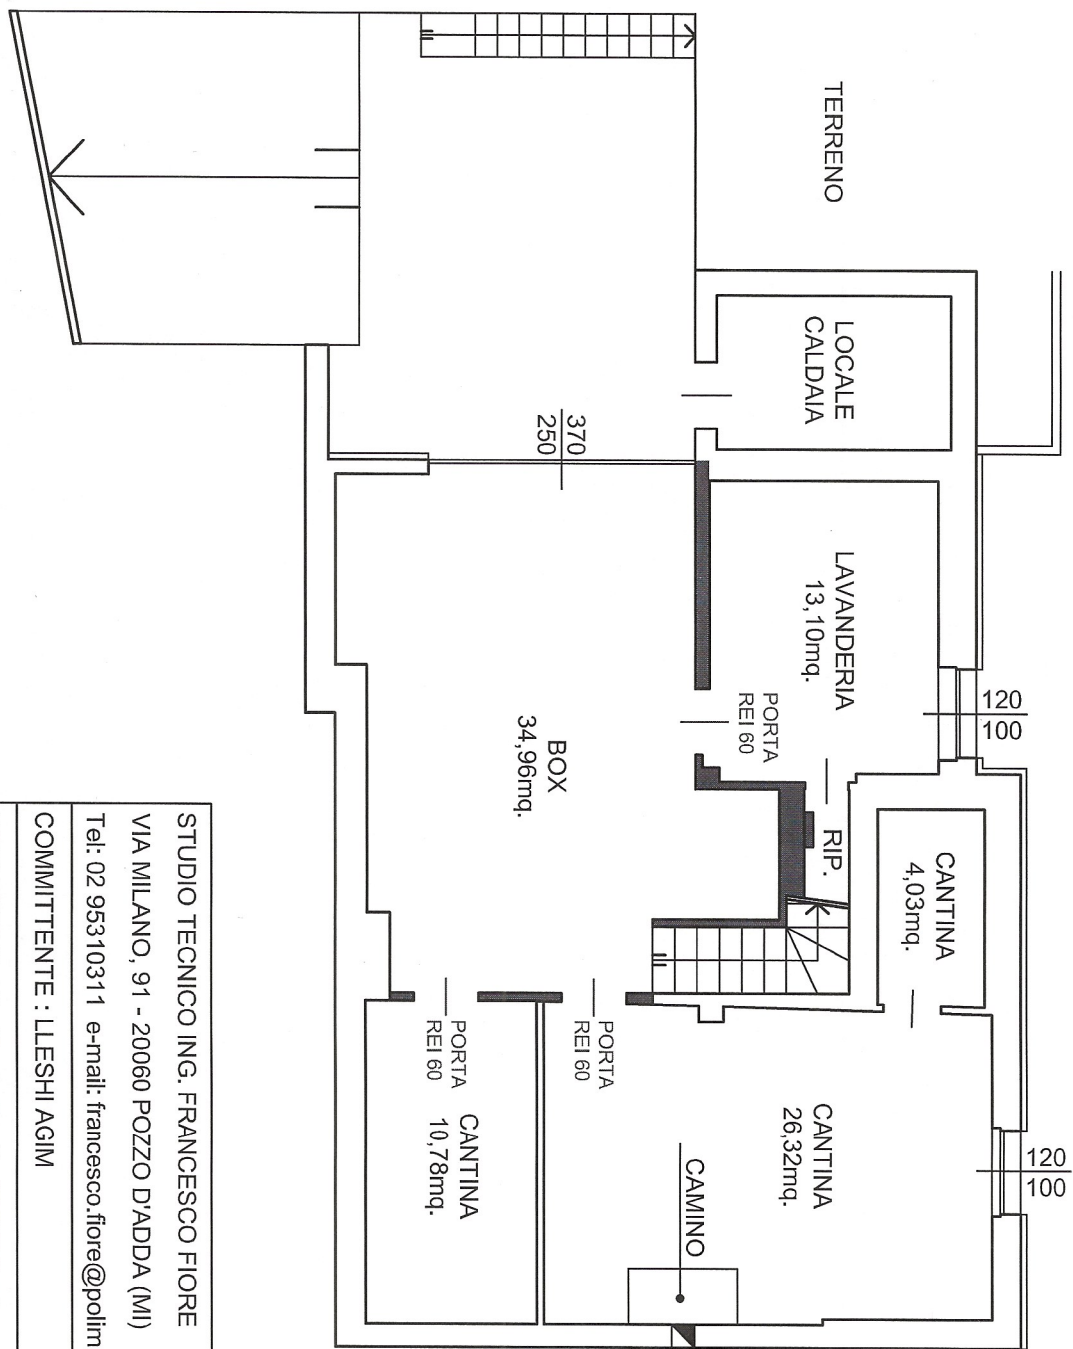 TERRENO
LOCALE
CALDAIA
370
250
LAVANDERIA
13,10mq.
120
100
PORTA
REI 60
BOX
34,96mq.
RIP.
CANTINA
4,03mq.
PORTA
REI 60
PORTA
REI 60
CANTINA
10,78mq.
CANTINA
26,32mq.
CAMINO
120
100
STUDIO TECNICO ING. FRANCESCO FIORE
VIA MILANO, 91 - 20060 POZZO D'ADDA (MI)
Tel: 02 95310311 e-mail: francesco.fiore@polim
COMMITTENTE : LLESHI AGIM